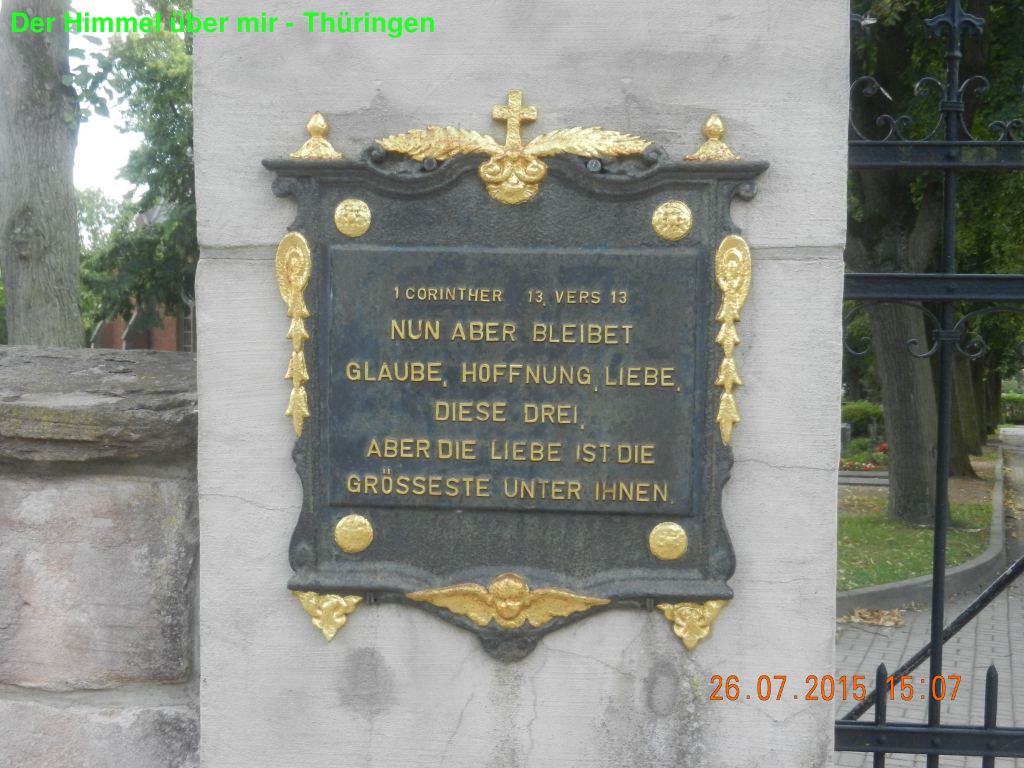 Der Himmel über mir - Thüringen
1. CORINTHER 13, VERS 13
NUN ABER BLEIBET
GLAUBE, HOFFNUNG, LIEBE,
DIESE DREI,
ABER DIE LIEBE IST DIE
GRÖSSESTE UNTER IHNEN.
26.07.2015 15:07